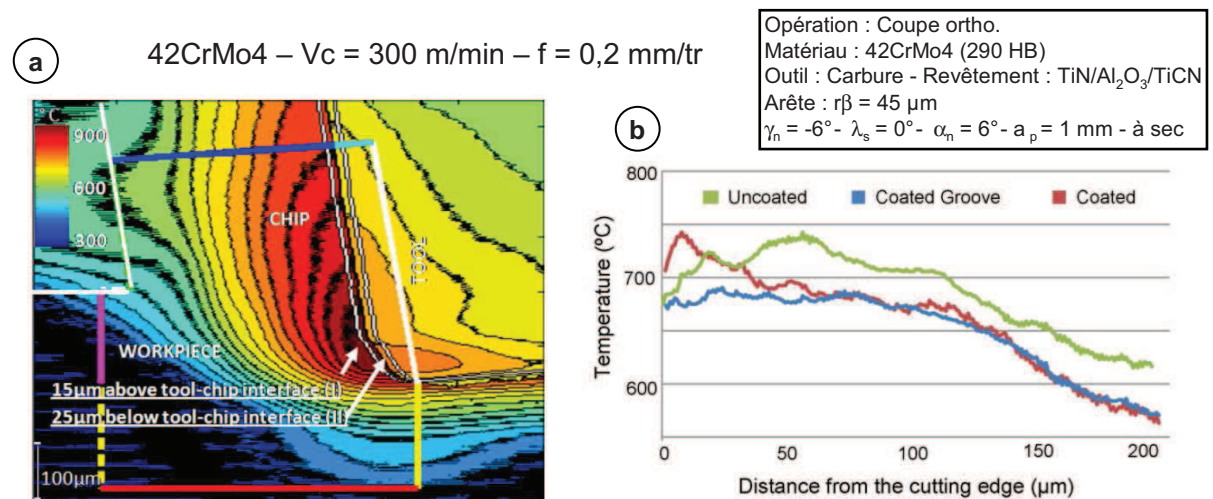 a
42CrMo4 – Vc = 300 m/min – f = 0,2 mm/tr
Opération : Coupe ortho.
Matériau : 42CrMo4 (290 HB)
Outil : Carbure - Revêtement : TiN/Al₂O₃/TiCN
Arête : rβ = 45 µm
γₙ = -6°- λₛ = 0°- αₙ = 6°- aₚ = 1 mm - à sec
°C
900
600
300
CHIP
TOOL
WORKPIECE
15µm above tool-chip interface (I)
25µm below tool-chip interface (II)
100µm
b
800
700
600
Temperature (ºC)
Uncoated
Coated Groove
Coated
0
50
100
150
200
Distance from the cutting edge (µm)